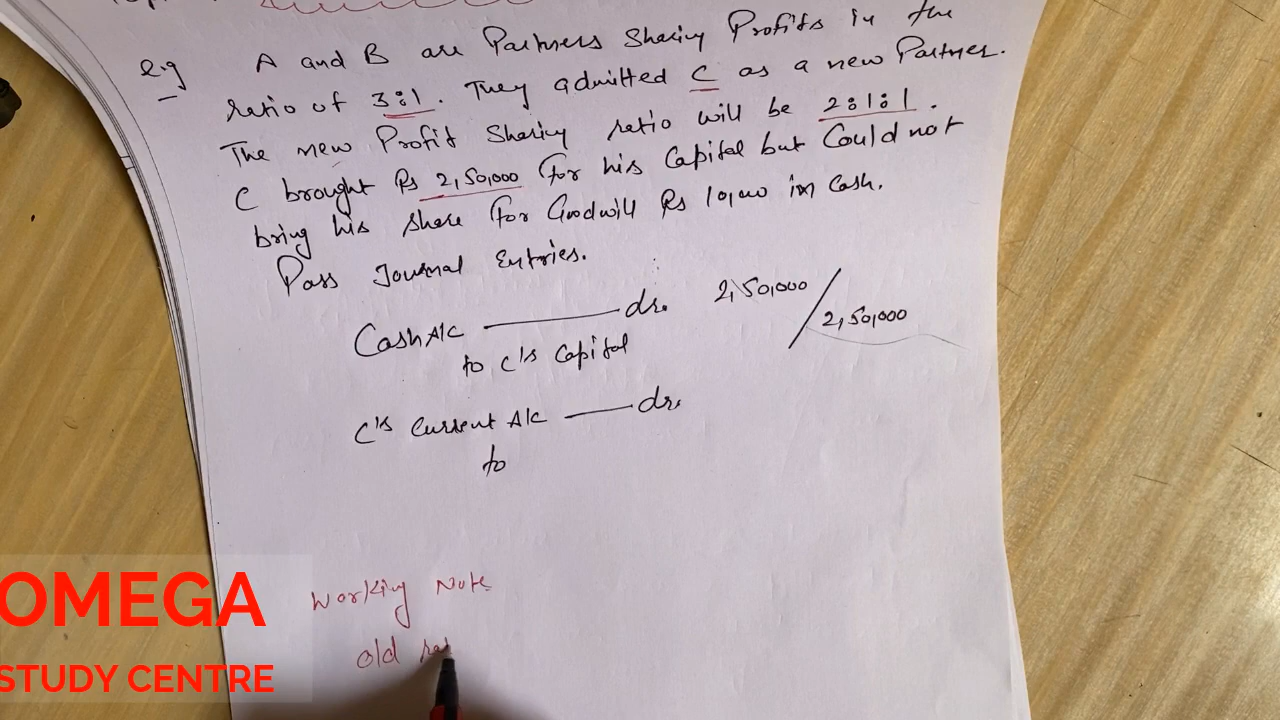 e.g A and B are Partners Sharing Profits in the
ratio of 3:1. They admitted C as a new Partner.
The new Profit Sharing ratio will be 2:1:1.
C brought Rs 2,50,000 for his Capital but Could not
bring his share for Goodwill Rs 10,000 in Cash.
Pass Journal Entries.
Cash A/c dr. 2,50,000
to C's Capital 2,50,000
C's Current A/c dr.
to
Working Note
old
OMEGA
STUDY CENTRE